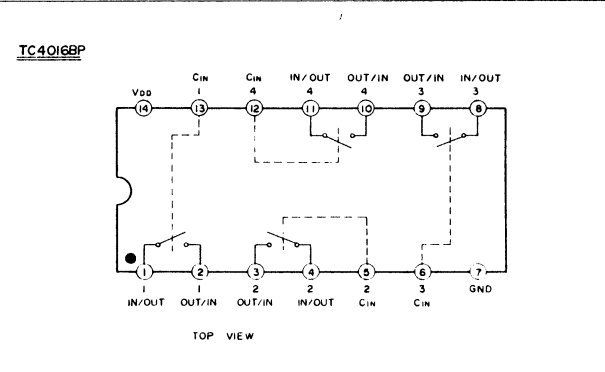 TC4016BP
CIN CIN IN/OUT OUT/IN OUT/IN IN/OUT
VDD 1 4 4 4 3 3
14 13 12 11 10 9 8
1 2 3 4 5 6 7
1 1 2 2 2 3 GND
IN/OUT OUT/IN OUT/IN IN/OUT CIN CIN
TOP VIEW